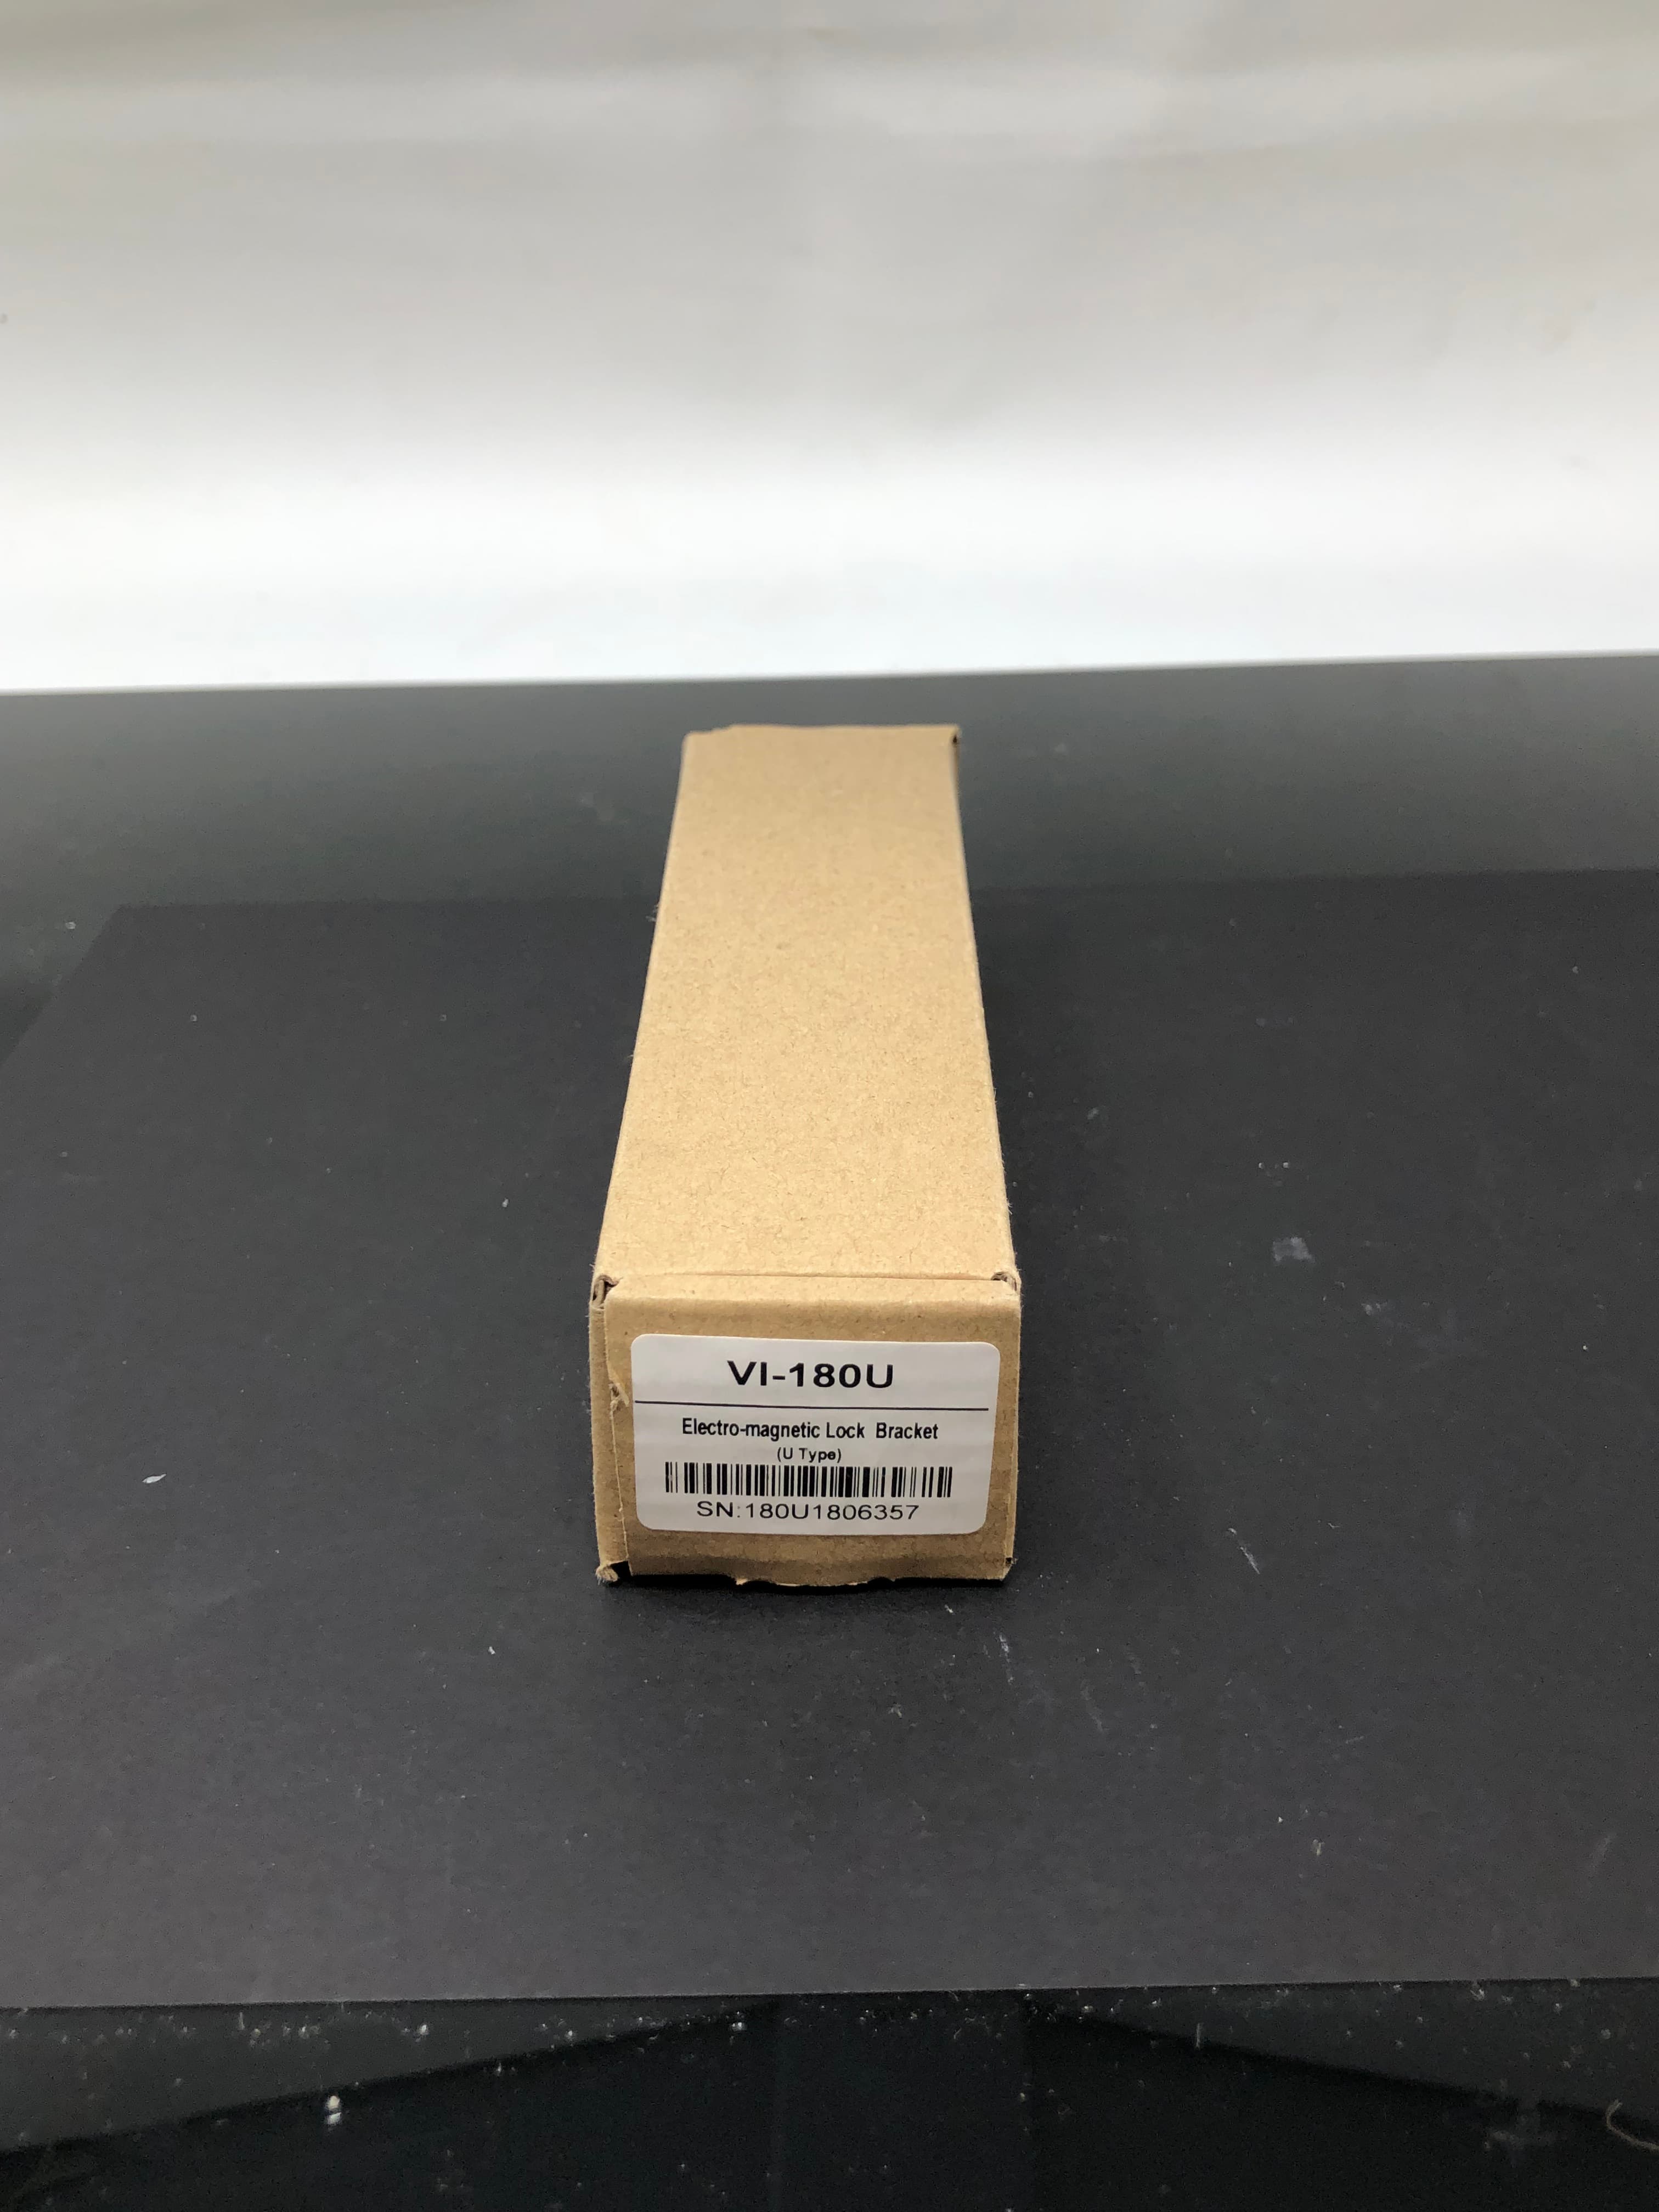 VI-180U
Electro-magnetic Lock Bracket
(U Type)
SN:180U1806357